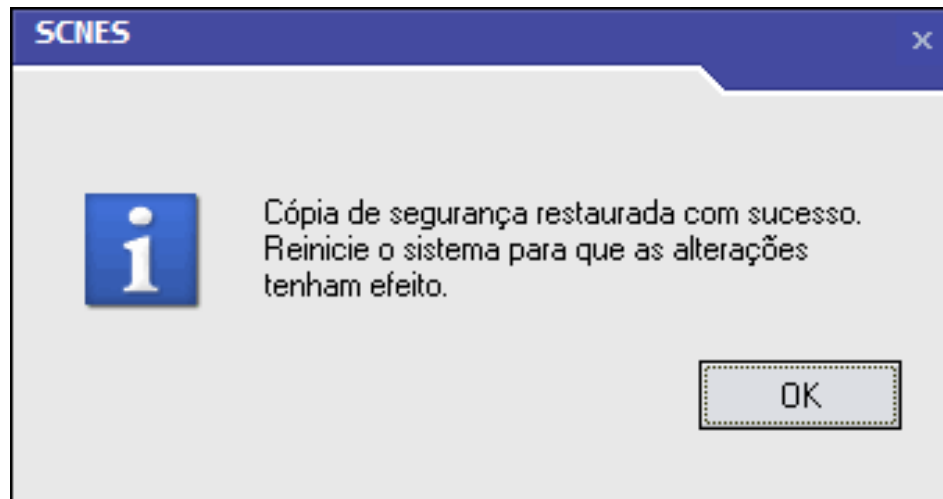 SCNES
Cópia de segurança restaurada com sucesso.
Reinicie o sistema para que as alterações
tenham efeito.
OK